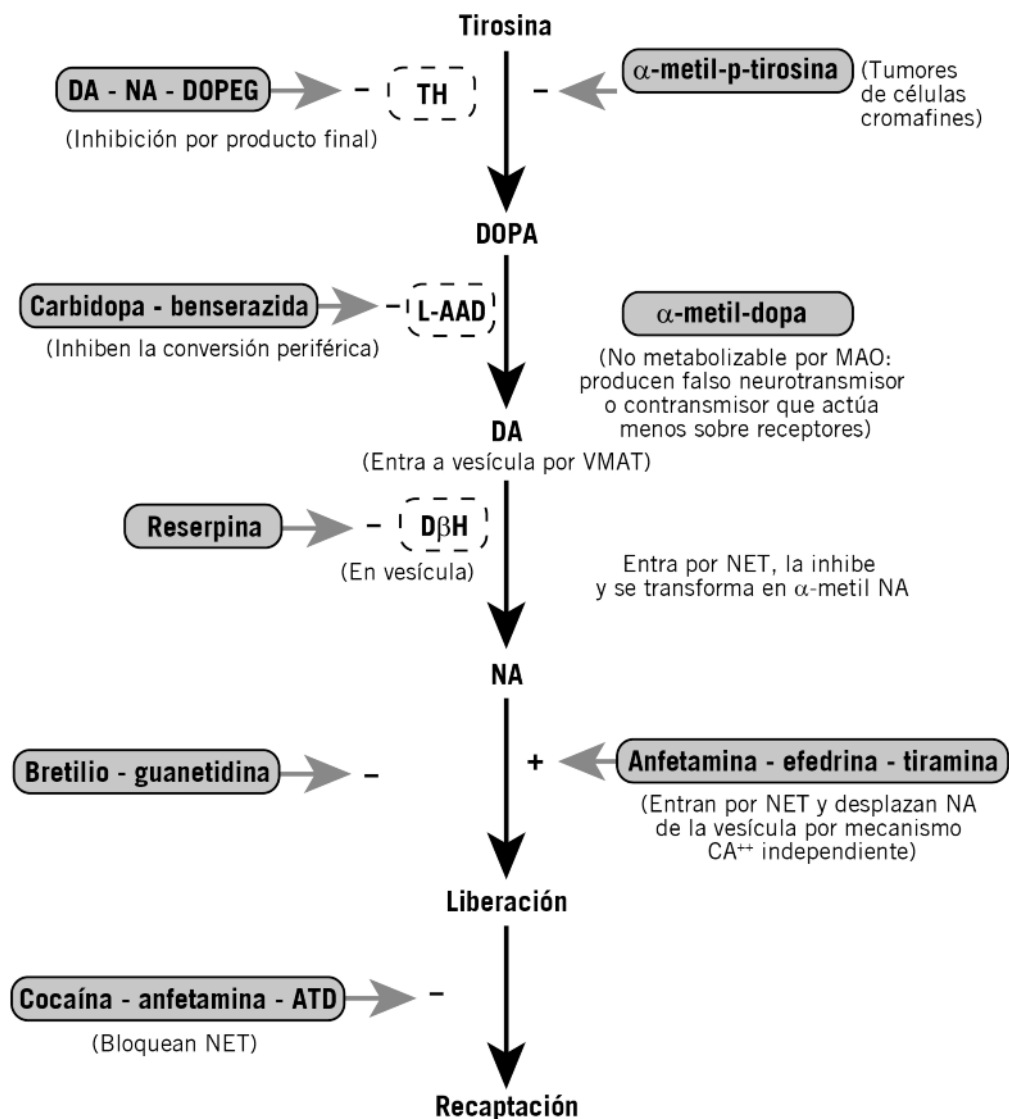 Tirosina
DA - NA - DOPEG
–
TH
(Inhibición por producto final)
–
α-metil-p-tirosina
(Tumores
de células
cromafines)
DOPA
Carbidopa - benserazida
–
L-AAD
(Inhiben la conversión periférica)
α-metil-dopa
(No metabolizable por MAO:
producen falso neurotransmisor
o contransmisor que actúa
menos sobre receptores)
DA
(Entra a vesícula por VMAT)
Reserpina
–
DβH
(En vesícula)
Entra por NET, la inhibe
y se transforma en α-metil NA
NA
Bretilio - guanetidina
–
+
Anfetamina - efedrina - tiramina
(Entran por NET y desplazan NA
de la vesícula por mecanismo
CA⁺⁺ independiente)
Liberación
Cocaína - anfetamina - ATD
–
(Bloquean NET)
Recaptación